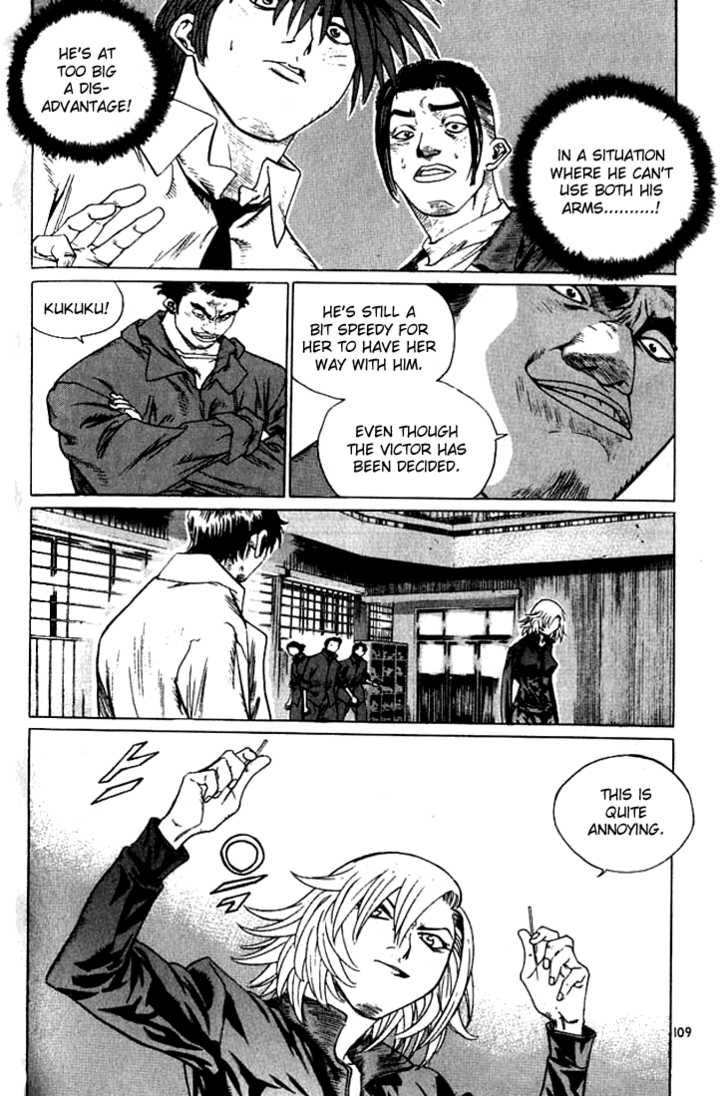 IN A SITUATION
WHERE HE CAN'T
USE BOTH HIS
ARMS..........!
HE'S AT
TOO BIG
A DIS-
ADVANTAGE!
HE'S STILL A
BIT SPEEDY FOR
HER TO HAVE HER
WAY WITH HIM.
EVEN THOUGH
THE VICTOR HAS
BEEN DECIDED.
KUKUKU!
THIS IS
QUITE
ANNOYING.
109